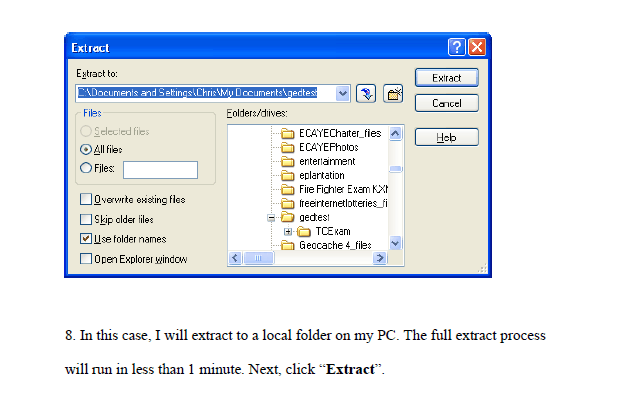 Extract
Extract to:
C:\Documents and Settings\Chris\My Documents\gedtest
Extract
Cancel
Help
Files
Selected files
All files
Files:
Overwrite existing files
Skip older files
Use folder names
Open Explorer window
Folders/drives:
ECAYECharter_files
ECAYEPhotos
entertainment
eplantation
Fire Fighter Exam KXM
freeinternetlotteries_fi
gedtest
TCExam
Geocache 4_files
8. In this case, I will extract to a local folder on my PC. The full extract process
will run in less than 1 minute. Next, click “Extract”.